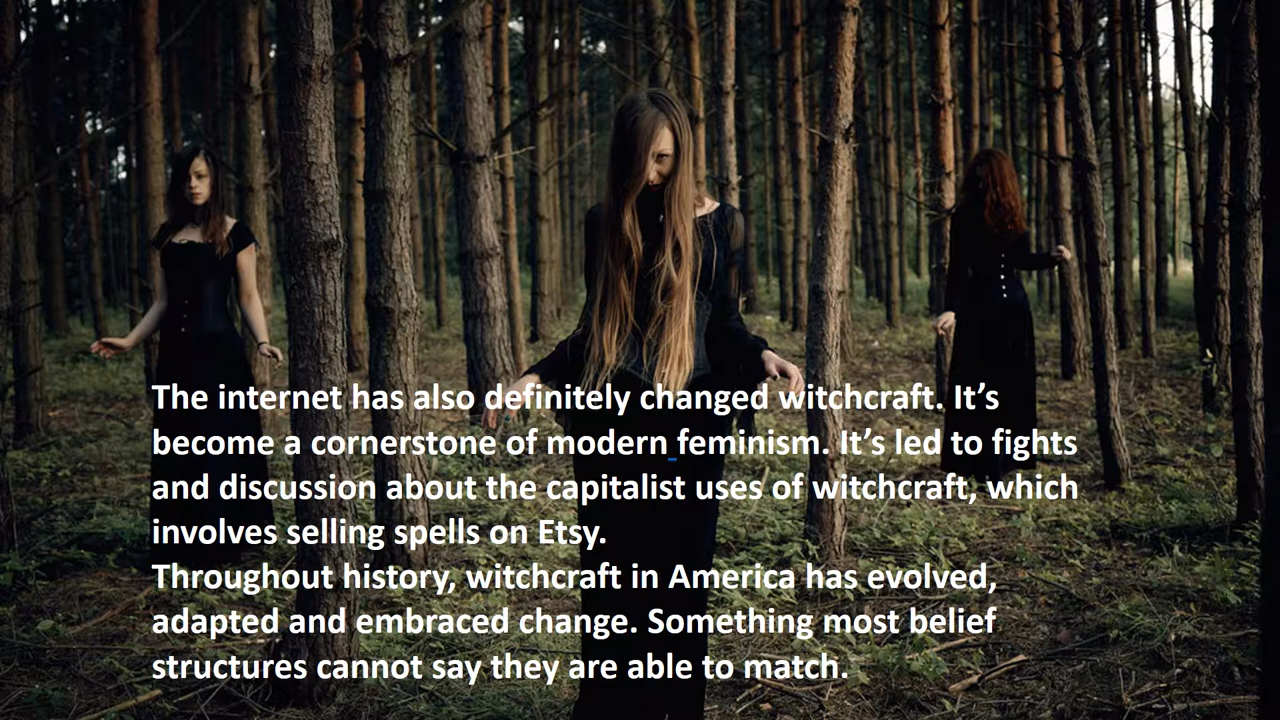 The internet has also definitely changed witchcraft. It’s
become a cornerstone of modern feminism. It’s led to fights
and discussion about the capitalist uses of witchcraft, which
involves selling spells on Etsy.
Throughout history, witchcraft in America has evolved,
adapted and embraced change. Something most belief
structures cannot say they are able to match.